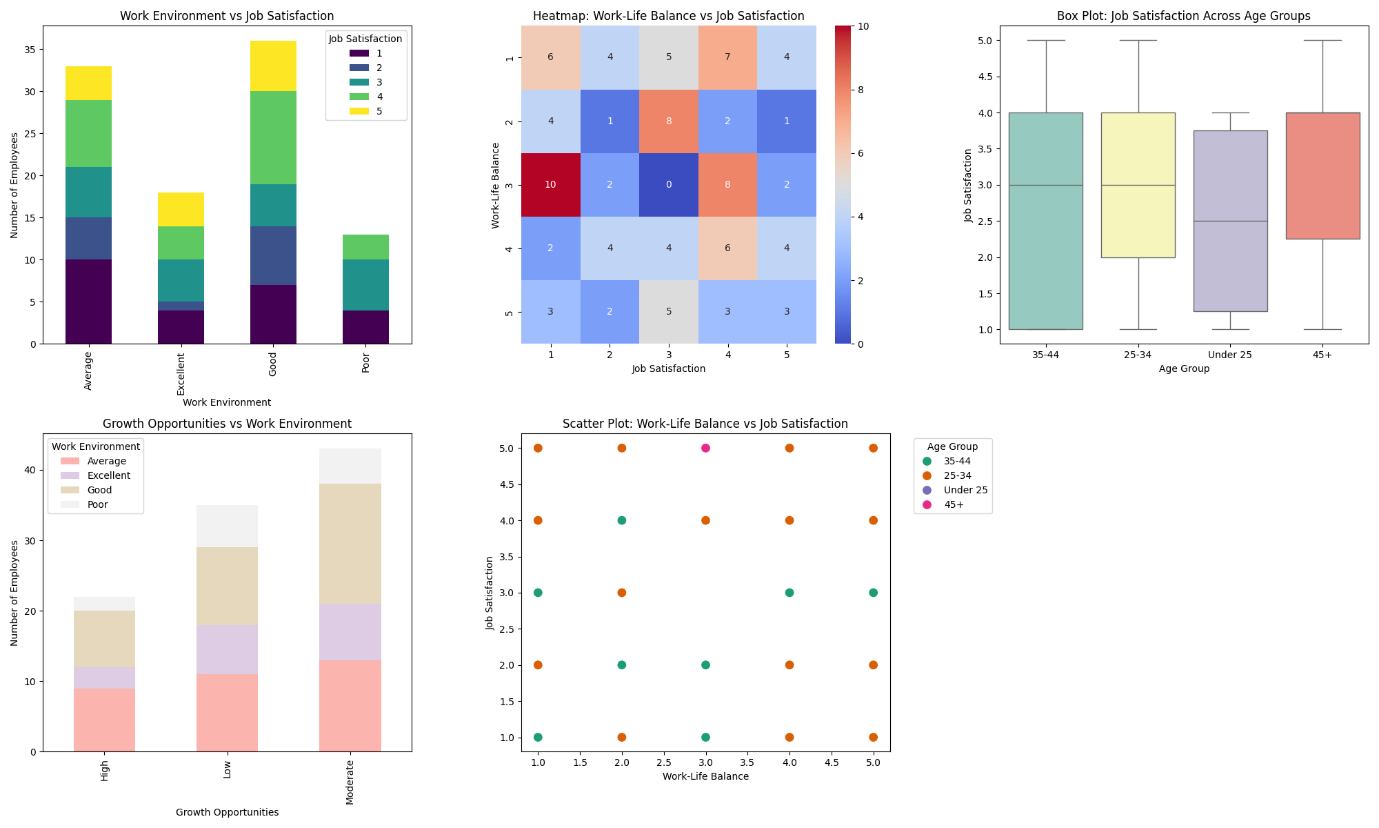 Work Environment vs Job Satisfaction
Number of Employees
35
30
25
20
15
10
5
0
Job Satisfaction
1
2
3
4
5
Average
Excellent
Good
Poor
Work Environment
Heatmap: Work-Life Balance vs Job Satisfaction
Work-Life Balance
1 6 4 5 7 4
2 4 1 8 2 1
3 10 2 0 8 2
4 2 4 4 6 4
5 3 2 5 3 3
1 2 3 4 5
Job Satisfaction
10
8
6
4
2
0
Box Plot: Job Satisfaction Across Age Groups
Job Satisfaction
5.0
4.5
4.0
3.5
3.0
2.5
2.0
1.5
1.0
35-44 25-34 Under 25 45+
Age Group
Growth Opportunities vs Work Environment
Number of Employees
40
30
20
10
0
Work Environment
Average
Excellent
Good
Poor
High
Low
Moderate
Growth Opportunities
Scatter Plot: Work-Life Balance vs Job Satisfaction
Job Satisfaction
5.0
4.5
4.0
3.5
3.0
2.5
2.0
1.5
1.0
1.0 1.5 2.0 2.5 3.0 3.5 4.0 4.5 5.0
Work-Life Balance
Age Group
35-44
25-34
Under 25
45+